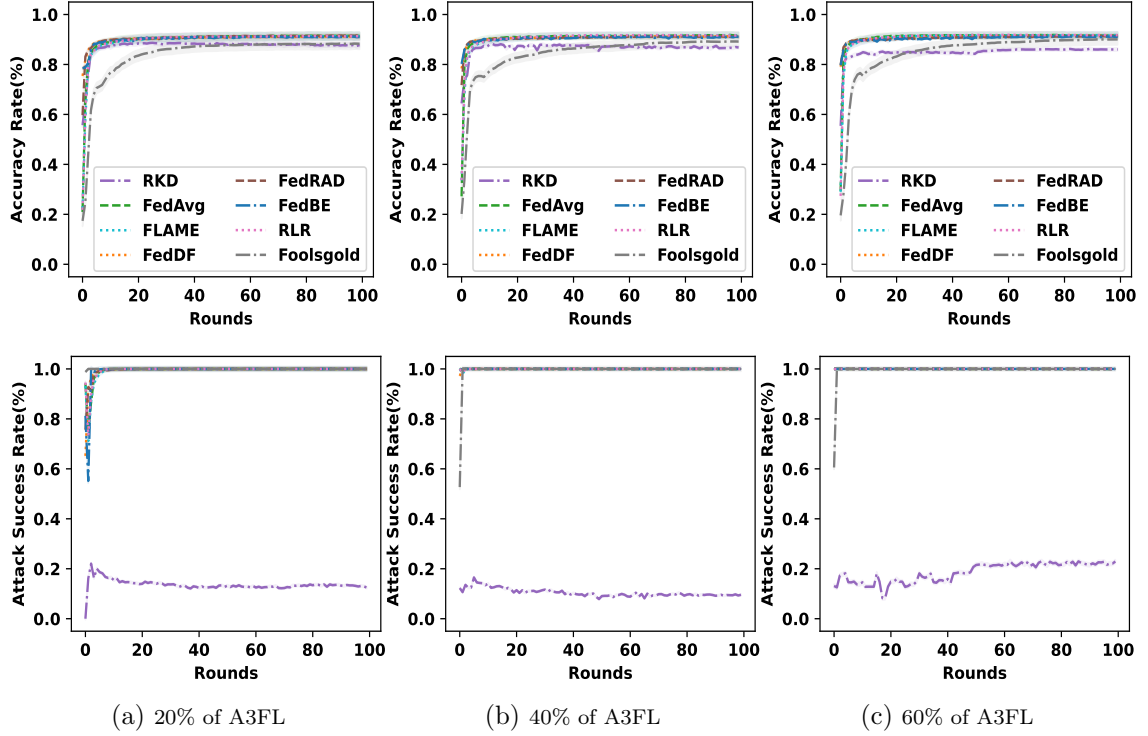 Accuracy Rate(%)
1.0
0.8
0.6
0.4
0.2
0.0
RKD
FedAvg
FLAME
FedDF
FedRAD
FedBE
RLR
Foolsgold
0 20 40 60 80 100
Rounds
Accuracy Rate(%)
1.0
0.8
0.6
0.4
0.2
0.0
RKD
FedAvg
FLAME
FedDF
FedRAD
FedBE
RLR
Foolsgold
0 20 40 60 80 100
Rounds
Accuracy Rate(%)
1.0
0.8
0.6
0.4
0.2
0.0
RKD
FedAvg
FLAME
FedDF
FedRAD
FedBE
RLR
Foolsgold
0 20 40 60 80 100
Rounds
Attack Success Rate(%)
1.0
0.8
0.6
0.4
0.2
0.0
0 20 40 60 80 100
Rounds
Attack Success Rate(%)
1.0
0.8
0.6
0.4
0.2
0.0
0 20 40 60 80 100
Rounds
Attack Success Rate(%)
1.0
0.8
0.6
0.4
0.2
0.0
0 20 40 60 80 100
Rounds
(a) 20% of A3FL
(b) 40% of A3FL
(c) 60% of A3FL